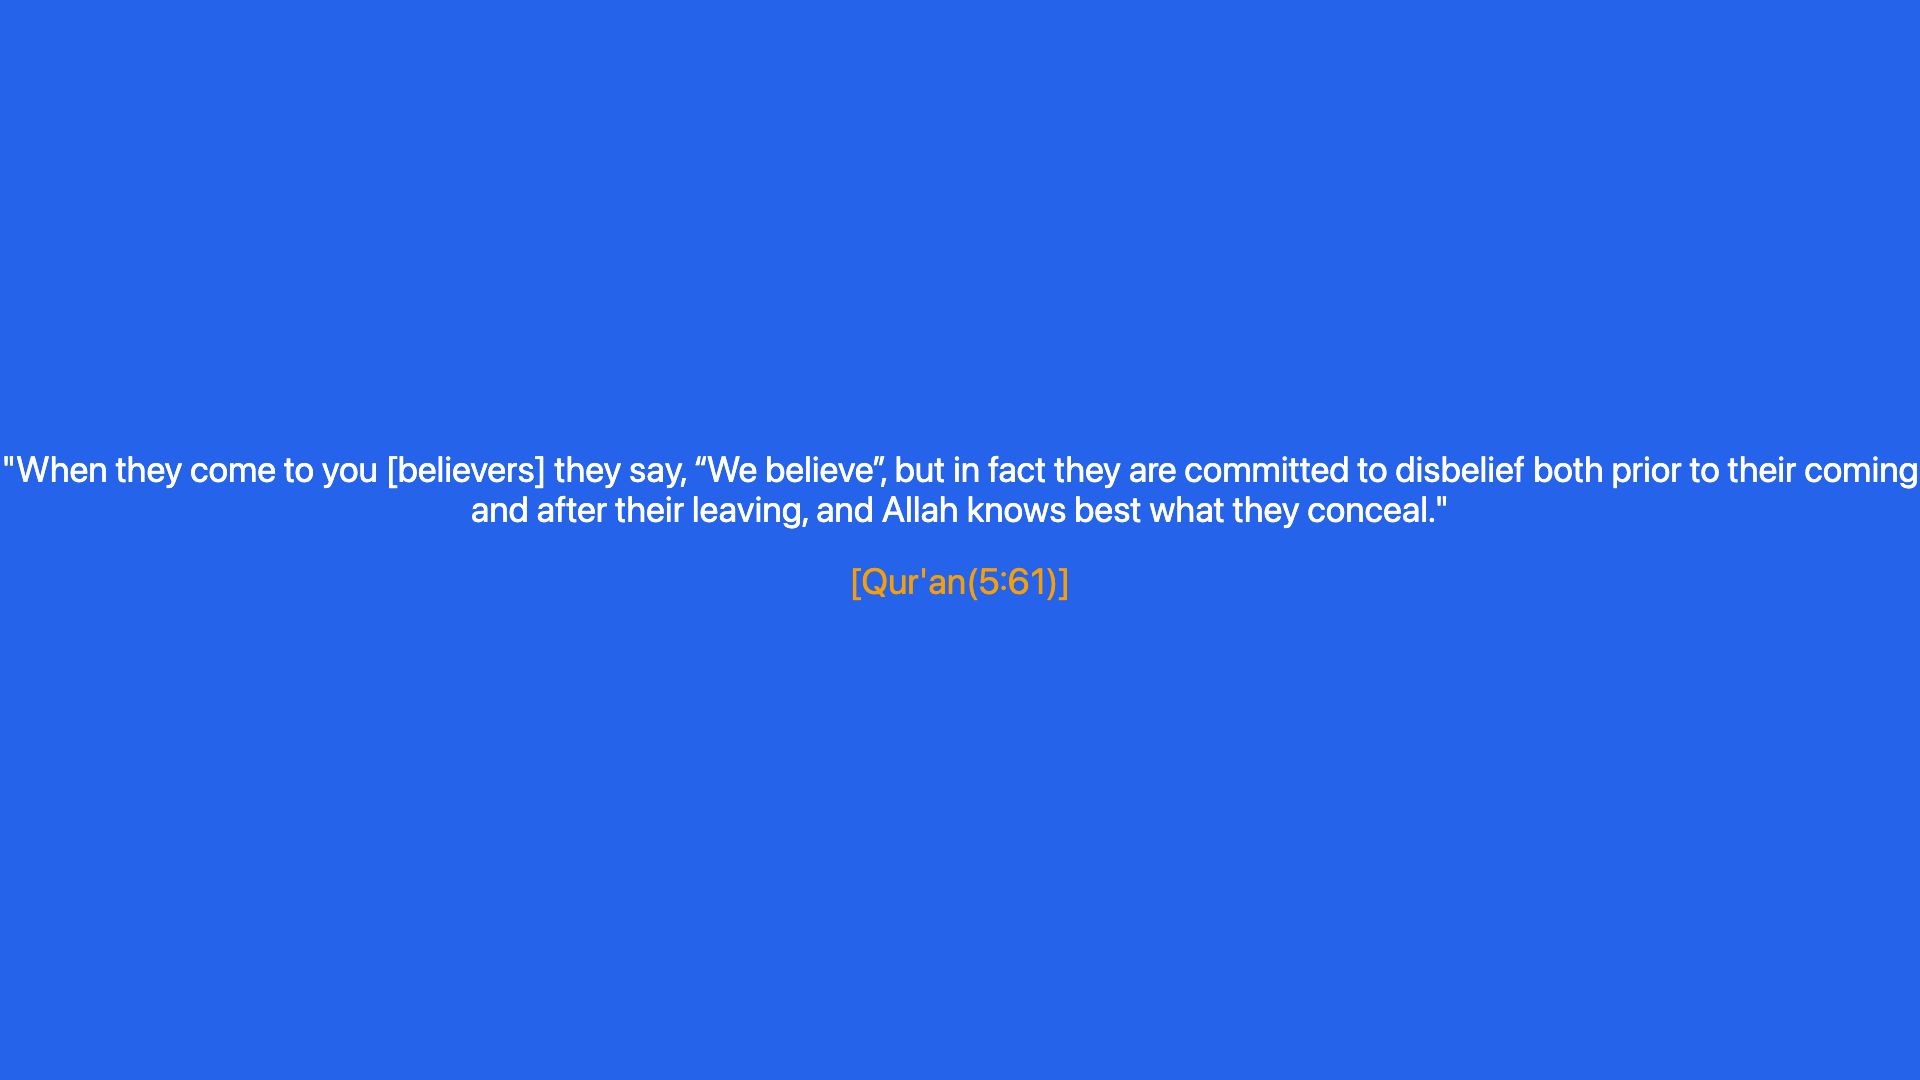 "When they come to you [believers] they say, “We believe”, but in fact they are committed to disbelief both prior to their coming
and after their leaving, and Allah knows best what they conceal."
[Qur'an(5:61)]